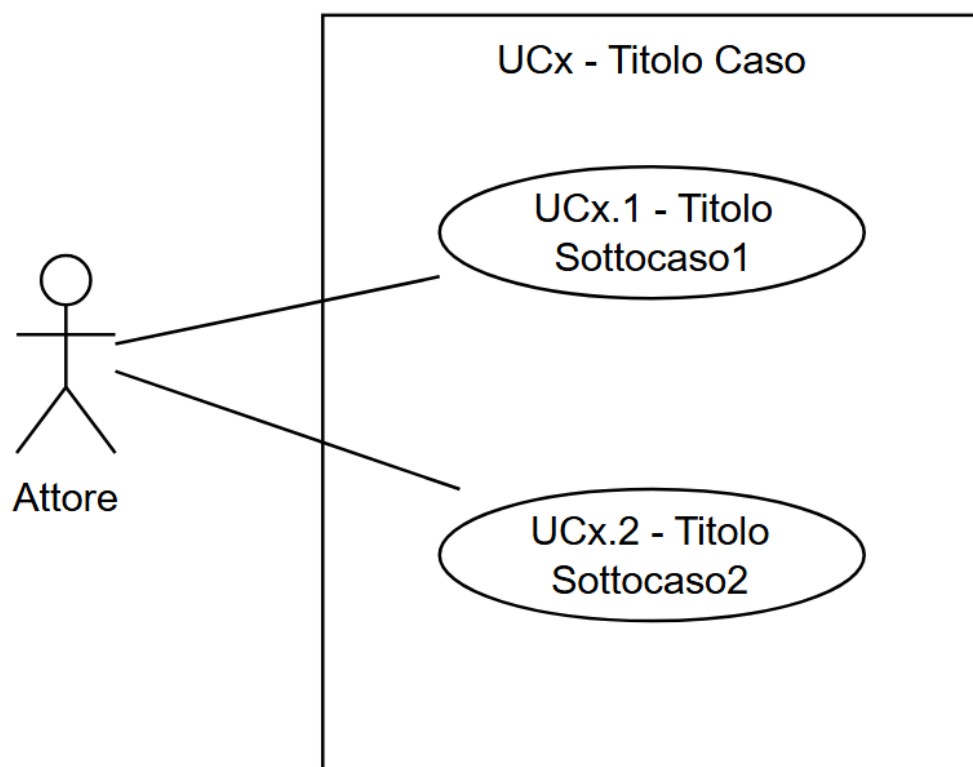 UCx - Titolo Caso
UCx.1 - Titolo
Sottocaso1
Attore
UCx.2 - Titolo
Sottocaso2